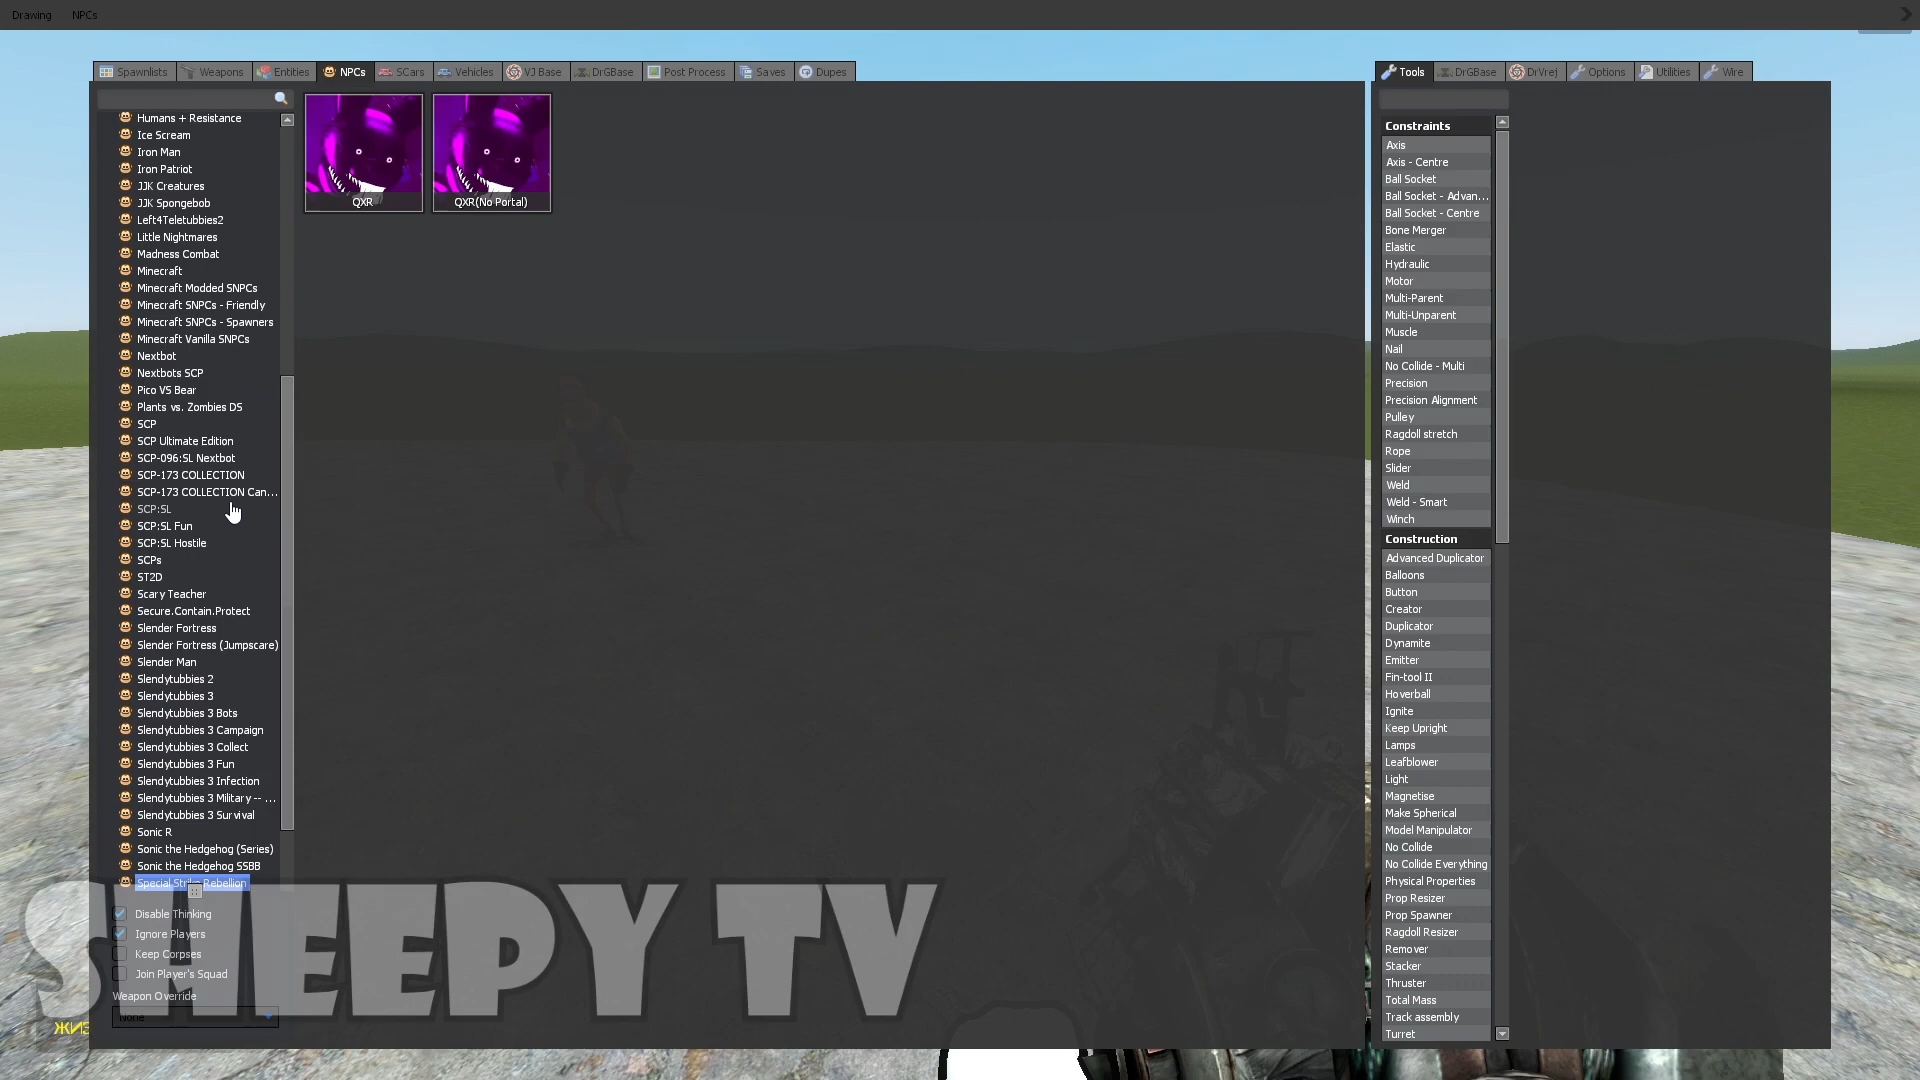 Drawing NPCs
Spawnlists Weapons Entities NPCs SCars Vehicles VJ Base DrGBase Post Process Saves Dupes
Tools DrGBase DrVrej Options Utilities Wire
Humans + Resistance
Ice Scream
Iron Man
Iron Patriot
JJK Creatures
JJK Spongebob
Left4Teletubbies2
Little Nightmares
Madness Combat
Minecraft
Minecraft Modded SNPCs
Minecraft SNPCs - Friendly
Minecraft SNPCs - Spawners
Minecraft Vanilla SNPCs
Nextbot
Nextbots SCP
Pico VS Bear
Plants vs. Zombies DS
SCP
SCP Ultimate Edition
SCP-096:SL Nextbot
SCP-173 COLLECTION
SCP-173 COLLECTION Can...
SCP:SL
SCP:SL Fun
SCP:SL Hostile
SCPs
ST2D
Scary Teacher
Secure.Contain.Protect
Slender Fortress
Slender Fortress (Jumpscare)
Slender Man
Slendytubbies 2
Slendytubbies 3
Slendytubbies 3 Bots
Slendytubbies 3 Campaign
Slendytubbies 3 Collect
Slendytubbies 3 Fun
Slendytubbies 3 Infection
Slendytubbies 3 Military -- ...
Slendytubbies 3 Survival
Sonic R
Sonic the Hedgehog (Series)
Sonic the Hedgehog SSBB
Special Strike Rebellion
Disable Thinking
Ignore Players
Keep Corpses
Join Player's Squad
Weapon Override
None
QXR
QXR(No Portal)
Constraints
Axis
Axis - Centre
Ball Socket
Ball Socket - Advan...
Ball Socket - Centre
Bone Merger
Elastic
Hydraulic
Motor
Multi-Parent
Multi-Unparent
Muscle
Nail
No Collide - Multi
Precision
Precision Alignment
Pulley
Ragdoll stretch
Rope
Slider
Weld
Weld - Smart
Winch
Construction
Advanced Duplicator
Balloons
Button
Creator
Duplicator
Dynamite
Emitter
Fin-tool II
Hoverball
Ignite
Keep Upright
Lamps
Leafblower
Light
Magnetise
Make Spherical
Model Manipulator
No Collide
No Collide Everything
Physical Properties
Prop Resizer
Prop Spawner
Ragdoll Resizer
Remover
Stacker
Thruster
Total Mass
Track assembly
Turret
SHEEPY TV